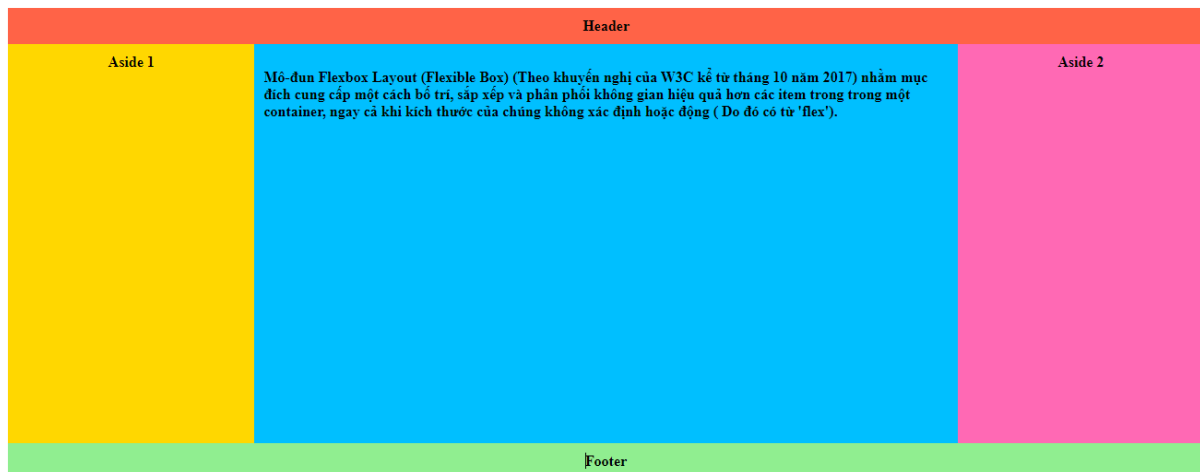 Header
Aside 1
Mô-đun Flexbox Layout (Flexible Box) (Theo khuyến nghị của W3C kể từ tháng 10 năm 2017) nhằm mục
đích cung cấp một cách bố trí, sắp xếp và phân phối không gian hiệu quả hơn các item trong trong một
container, ngay cả khi kích thước của chúng không xác định hoặc động ( Do đó có từ 'flex').
Aside 2
Footer